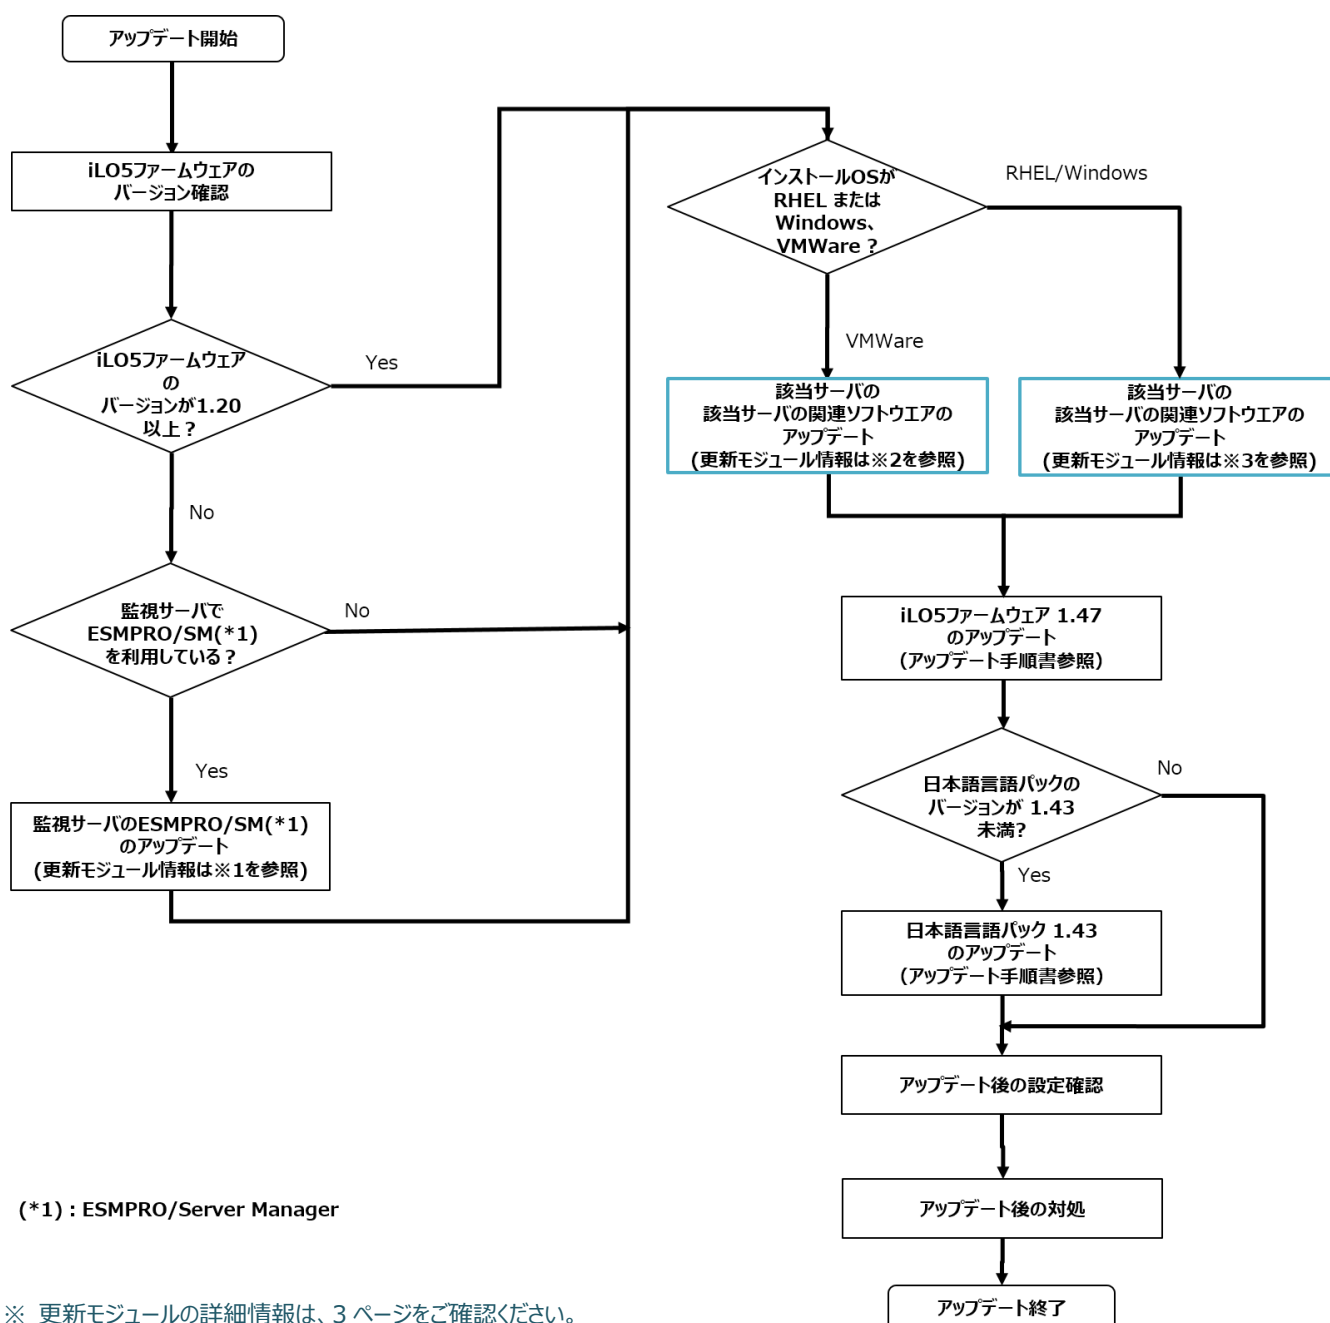 アップデート開始
iLO5ファームウェアの
バージョン確認
iLO5ファームウェア
の
バージョンが1.20
以上？
Yes
No
監視サーバで
ESMPRO/SM(*1)
を利用している？
No
Yes
監視サーバのESMPRO/SM(*1)
のアップデート
(更新モジュール情報は※1を参照)
インストールOSが
RHEL または
Windows、
VMWare ?
RHEL/Windows
VMWare
該当サーバの
該当サーバの関連ソフトウエアの
アップデート
(更新モジュール情報は※2を参照)
該当サーバの
該当サーバの関連ソフトウエアの
アップデート
(更新モジュール情報は※3を参照)
iLO5ファームウェア 1.47
のアップデート
(アップデート手順書参照)
日本語言語パックの
バージョンが 1.43
未満?
No
Yes
日本語言語パック 1.43
のアップデート
(アップデート手順書参照)
アップデート後の設定確認
アップデート後の対処
アップデート終了
(*1) : ESMPRO/Server Manager
※ 更新モジュールの詳細情報は、3 ページをご確認ください。